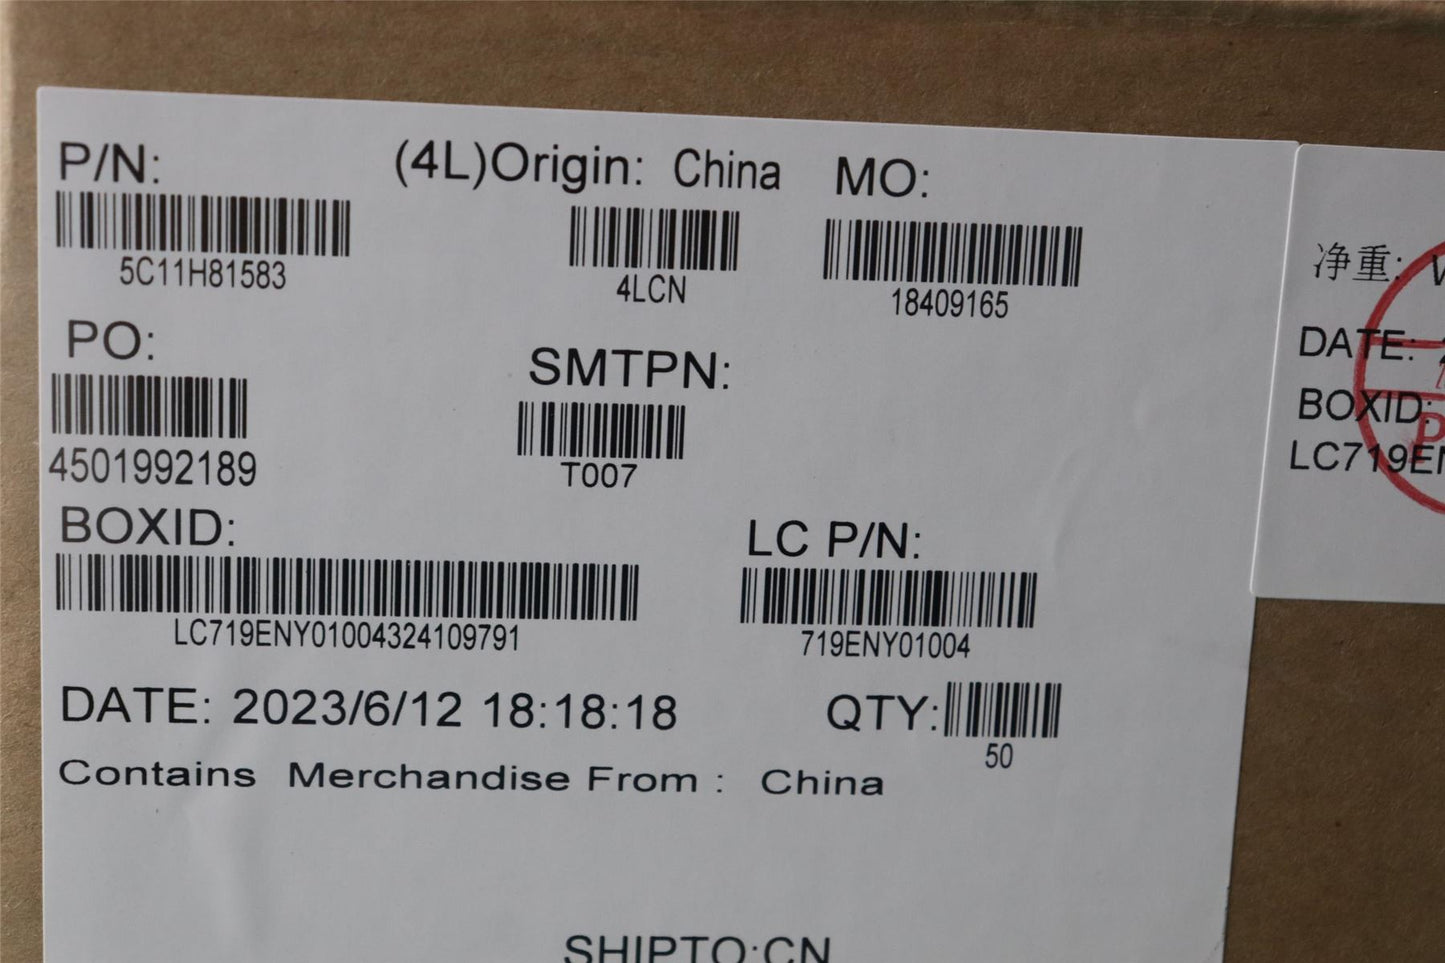 P/N: (4L)Origin: China MO:
5C11H81583 4LCN 18409165
PO: SMTPN:
4501992189 T007
BOXID: LC P/N:
LC719ENY01004324109791 719ENY01004
DATE: 2023/6/12 18:18:18 QTY:
50
Contains Merchandise From : China
SHIPTO:CN
净重:
DATE:
BOXID:
LC719EN